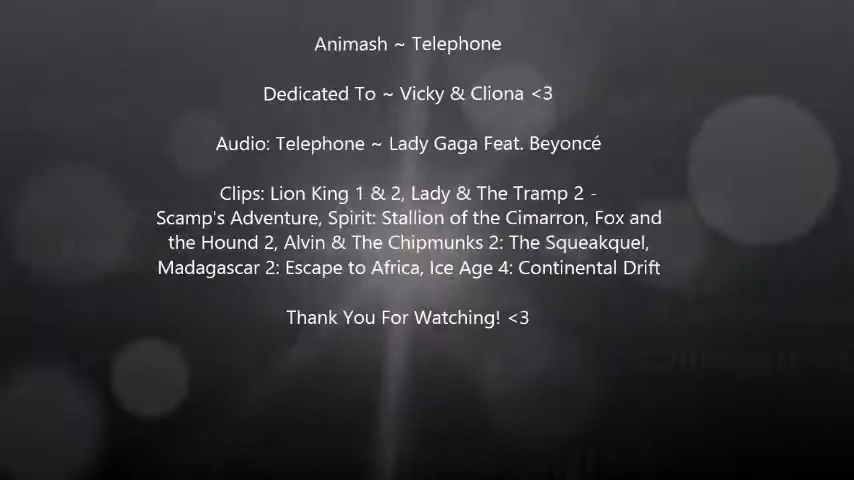 Animash ~ Telephone
Dedicated To ~ Vicky & Cliona <3
Audio: Telephone ~ Lady Gaga Feat. Beyoncé
Clips: Lion King 1 & 2, Lady & The Tramp 2 -
Scamp's Adventure, Spirit: Stallion of the Cimarron, Fox and
the Hound 2, Alvin & The Chipmunks 2: The Squeakquel,
Madagascar 2: Escape to Africa, Ice Age 4: Continental Drift
Thank You For Watching! <3